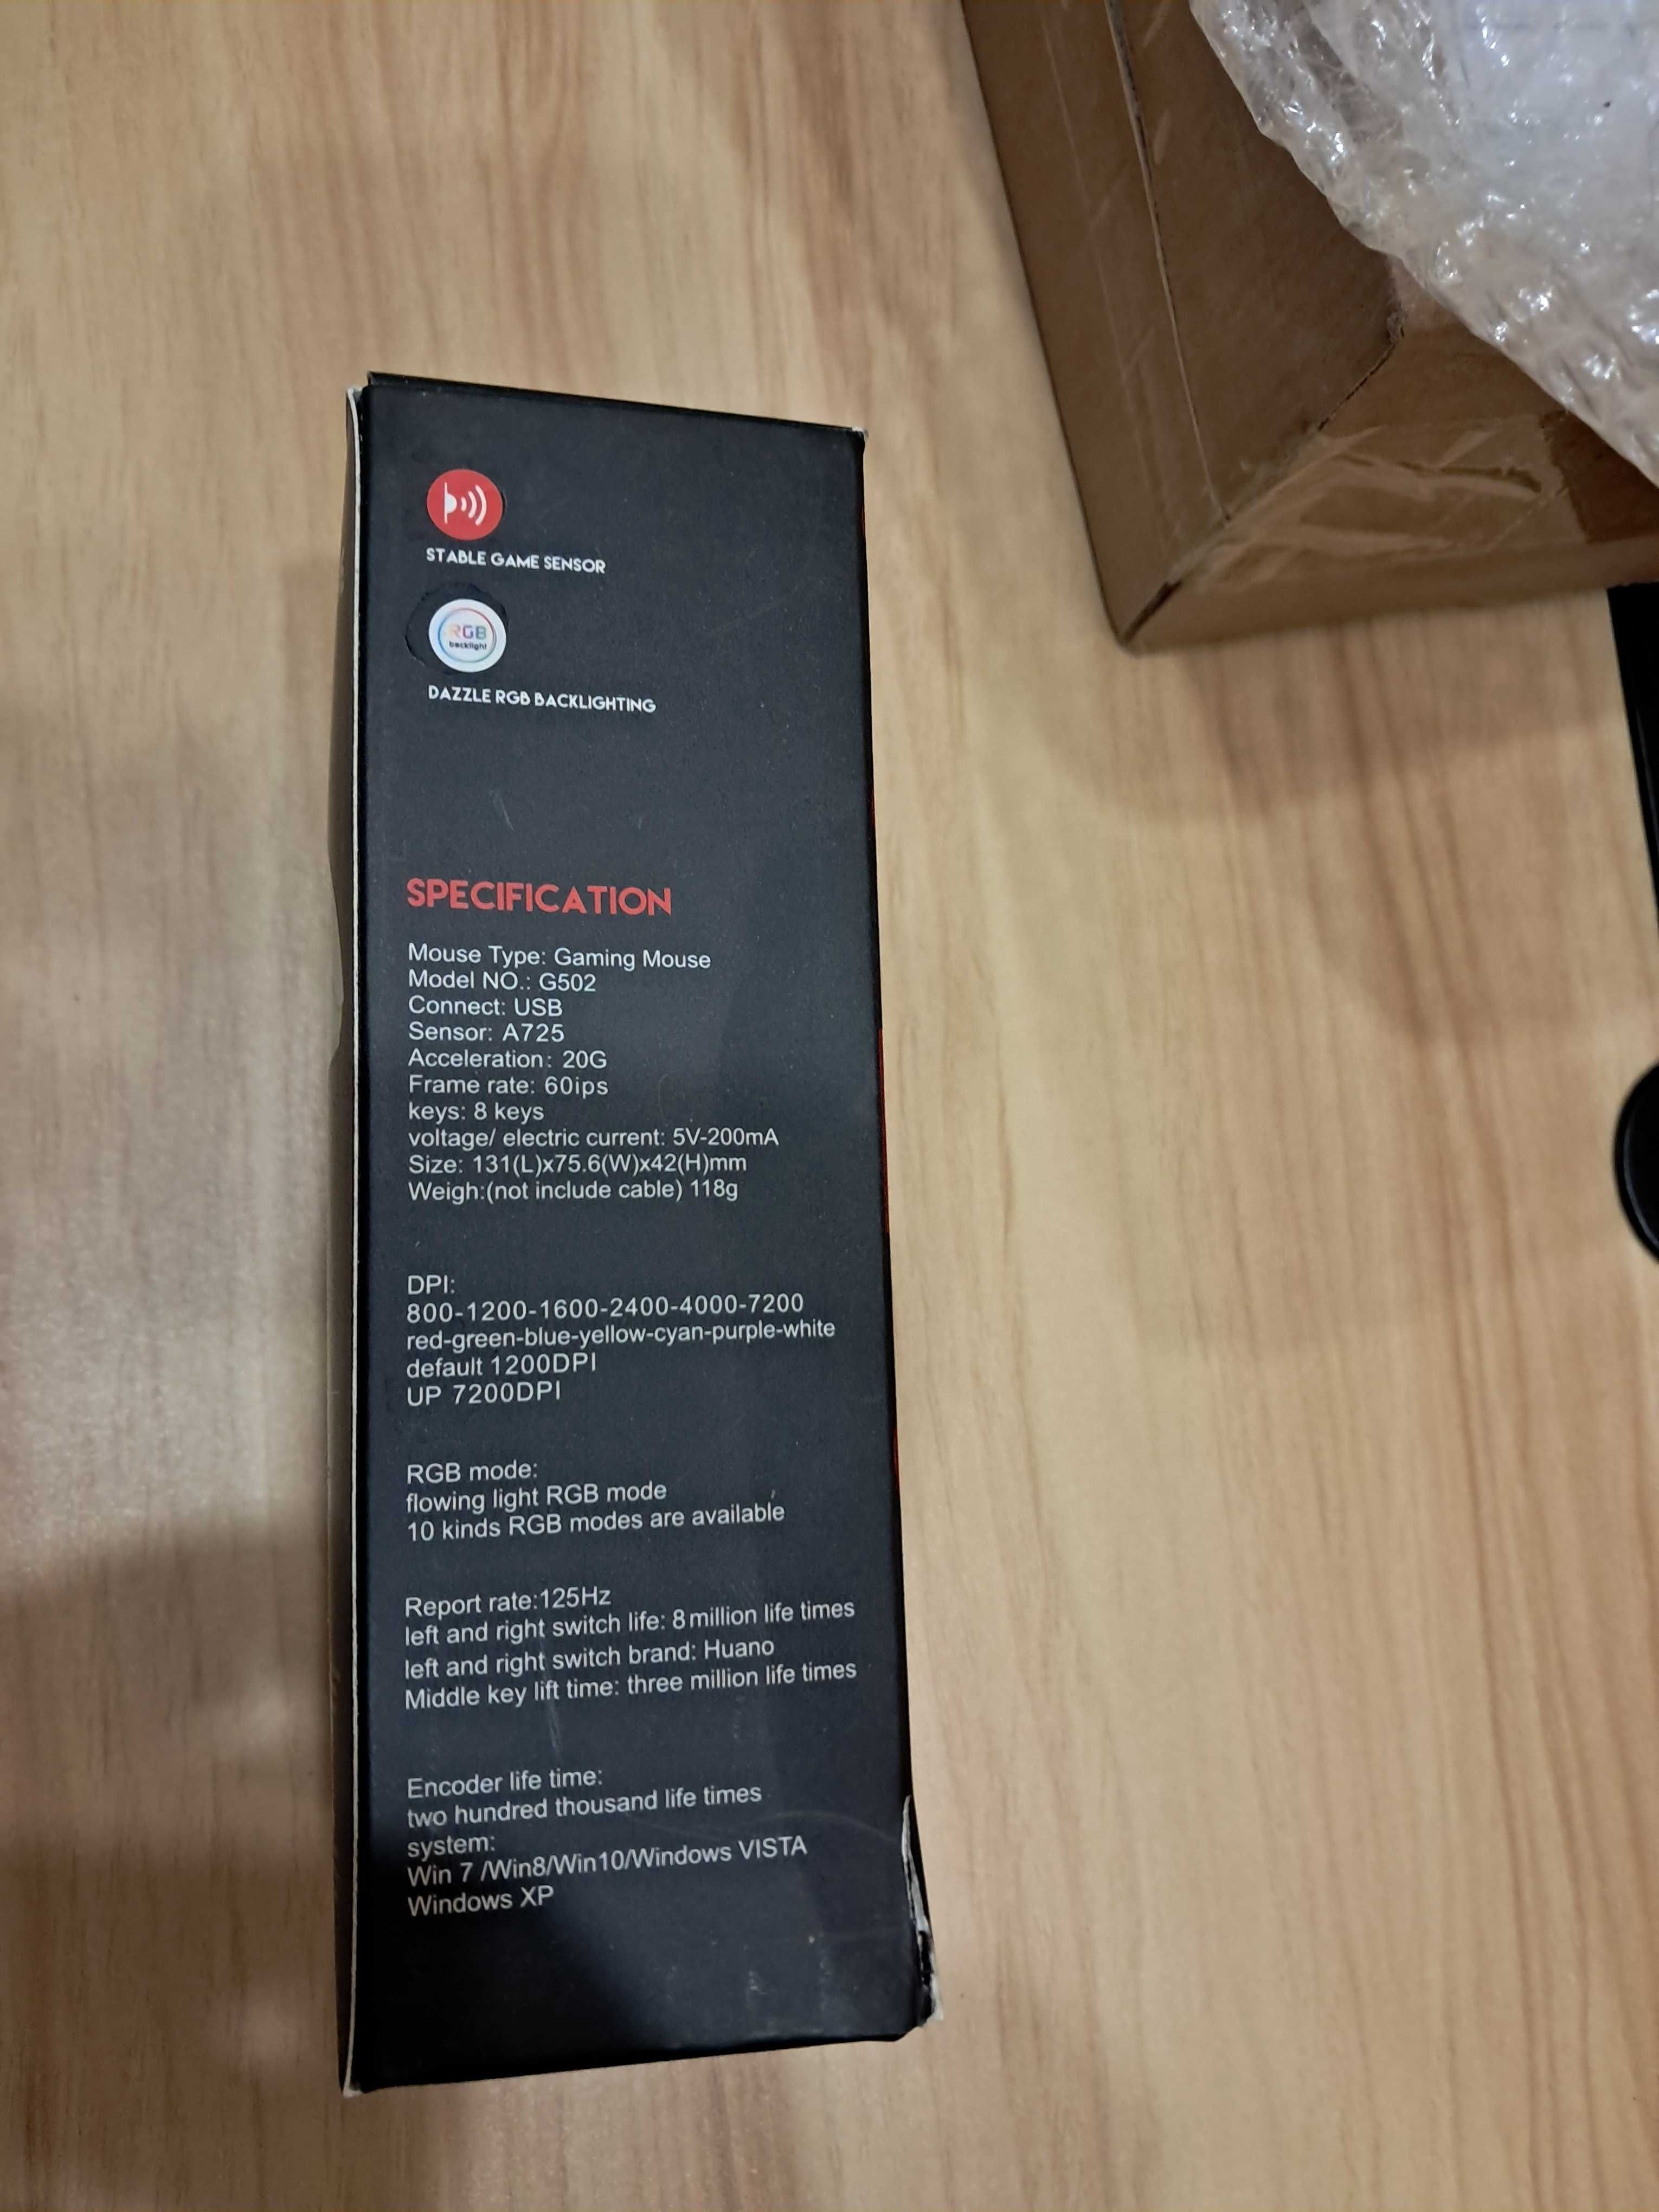 STABLE GAME SENSOR
RGB
backlight
DAZZLE RGB BACKLIGHTING
SPECIFICATION
Mouse Type: Gaming Mouse
Model NO.: G502
Connect: USB
Sensor: A725
Acceleration: 20G
Frame rate: 60ips
keys: 8 keys
voltage/ electric current: 5V-200mA
Size: 131(L)x75.6(W)x42(H)mm
Weigh:(not include cable) 118g
DPI:
800-1200-1600-2400-4000-7200
red-green-blue-yellow-cyan-purple-white
default 1200DPI
UP 7200DPI
RGB mode:
flowing light RGB mode
10 kinds RGB modes are available
Report rate:125Hz
left and right switch life: 8 million life times
left and right switch brand: Huano
Middle key lift time: three million life times
Encoder life time:
two hundred thousand life times
system:
Win 7 /Win8/Win10/Windows VISTA
Windows XP